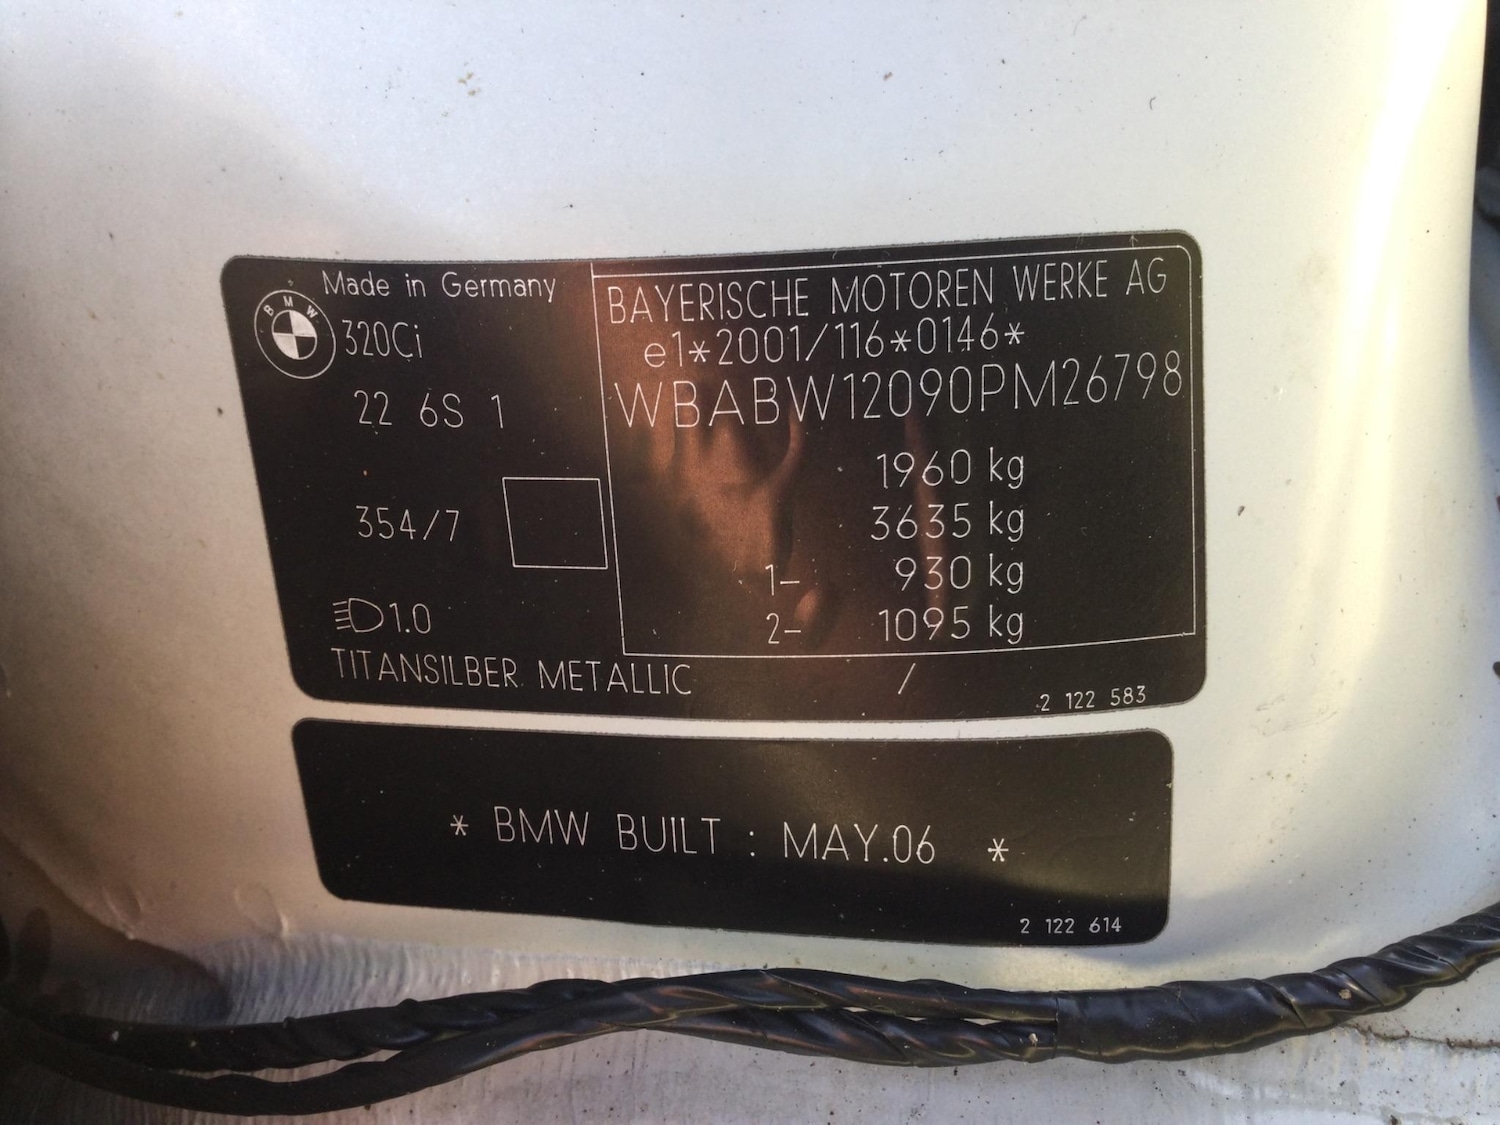 Made in Germany
BMW
320Ci
22 6S 1
354/7
1.0
TITANSILBER METALLIC /
BAYERISCHE MOTOREN WERKE AG
e1*2001/116*0146*
WBABW12090PM26798
1960 kg
3635 kg
1- 930 kg
2- 1095 kg
2 122 583
* BMW BUILT : MAY.06 *
2 122 614